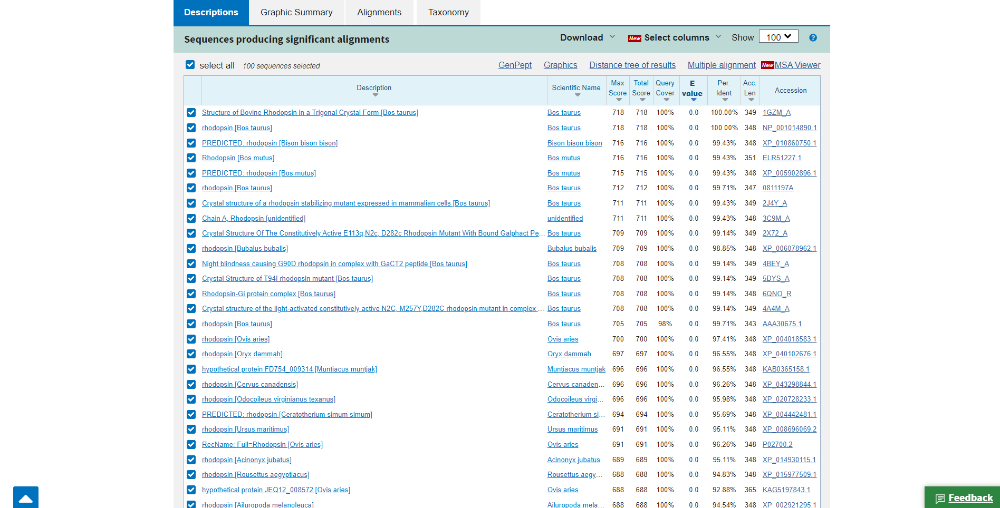 Descriptions Graphic Summary Alignments Taxonomy
Sequences producing significant alignments Download New Select columns Show 100 ?
select all 100 sequences selected GenPept Graphics Distance tree of results Multiple alignment New MSA Viewer
Description Scientific Name Max Score Total Score Query Cover E value Per. Ident Acc. Len Accession
Structure of Bovine Rhodopsin in a Trigonal Crystal Form [Bos taurus] Bos taurus 718 718 100% 0.0 100.00% 349 1GZM_A
rhodopsin [Bos taurus] Bos taurus 718 718 100% 0.0 100.00% 348 NP_001014890.1
PREDICTED: rhodopsin [Bison bison bison] Bison bison bison 716 716 100% 0.0 99.43% 348 XP_010860750.1
Rhodopsin [Bos mutus] Bos mutus 716 716 100% 0.0 99.43% 351 ELR51227.1
PREDICTED: rhodopsin [Bos mutus] Bos mutus 715 715 100% 0.0 99.43% 348 XP_005902896.1
rhodopsin [Bos taurus] Bos taurus 712 712 100% 0.0 99.71% 347 0811197A
Crystal structure of a rhodopsin stabilizing mutant expressed in mammalian cells [Bos taurus] Bos taurus 711 711 100% 0.0 99.43% 349 2J4Y_A
Chain A, Rhodopsin [unidentified] unidentified 711 711 100% 0.0 99.43% 348 3C9M_A
Crystal Structure Of The Constitutively Active E113q,N2c, D282c Rhodopsin Mutant With Bound Galphact Pe... Bos taurus 709 709 100% 0.0 99.14% 349 2X72_A
rhodopsin [Bubalus bubalis] Bubalus bubalis 709 709 100% 0.0 98.85% 348 XP_006078962.1
Night blindness causing G90D rhodopsin in complex with GaCT2 peptide [Bos taurus] Bos taurus 708 708 100% 0.0 99.14% 349 4BEY_A
Crystal Structure of T94I rhodopsin mutant [Bos taurus] Bos taurus 708 708 100% 0.0 99.14% 349 5DYS_A
Rhodopsin-Gi protein complex [Bos taurus] Bos taurus 708 708 100% 0.0 99.14% 348 6QNO_R
Crystal structure of the light-activated constitutively active N2C, M257Y,D282C rhodopsin mutant in complex ... Bos taurus 708 708 100% 0.0 99.14% 349 4A4M_A
rhodopsin [Bos taurus] Bos taurus 705 705 98% 0.0 99.71% 343 AAA30675.1
rhodopsin [Ovis aries] Ovis aries 700 700 100% 0.0 97.41% 348 XP_004018583.1
rhodopsin [Oryx dammah] Oryx dammah 697 697 100% 0.0 96.55% 348 XP_040102676.1
hypothetical protein FD754_009314 [Muntiacus muntjak] Muntiacus muntjak 696 696 100% 0.0 96.55% 348 KAB0365158.1
rhodopsin [Cervus canadensis] Cervus canaden... 696 696 100% 0.0 96.26% 348 XP_043298844.1
rhodopsin [Odocoileus virginianus texanus] Odocoileus virgi... 696 696 100% 0.0 95.98% 348 XP_020728233.1
PREDICTED: rhodopsin [Ceratotherium simum simum] Ceratotherium si... 694 694 100% 0.0 95.69% 348 XP_004442481.1
rhodopsin [Ursus maritimus] Ursus maritimus 691 691 100% 0.0 95.11% 348 XP_008696069.2
RecName: Full=Rhodopsin [Ovis aries] Ovis aries 691 691 100% 0.0 96.26% 348 P02700.2
rhodopsin [Acinonyx jubatus] Acinonyx jubatus 689 689 100% 0.0 95.11% 348 XP_014930115.1
rhodopsin [Rousettus aegyptiacus] Rousettus aegy... 688 688 100% 0.0 94.83% 348 XP_015977509.1
hypothetical protein JEQ12_008572 [Ovis aries] Ovis aries 688 688 100% 0.0 92.88% 365 KAG5197843.1
rhodopsin [Ailuropoda melanoleuca] Ailuropoda mela... 688 688 100% 0.0 94.54% 348 XP_002921295.1
Feedback